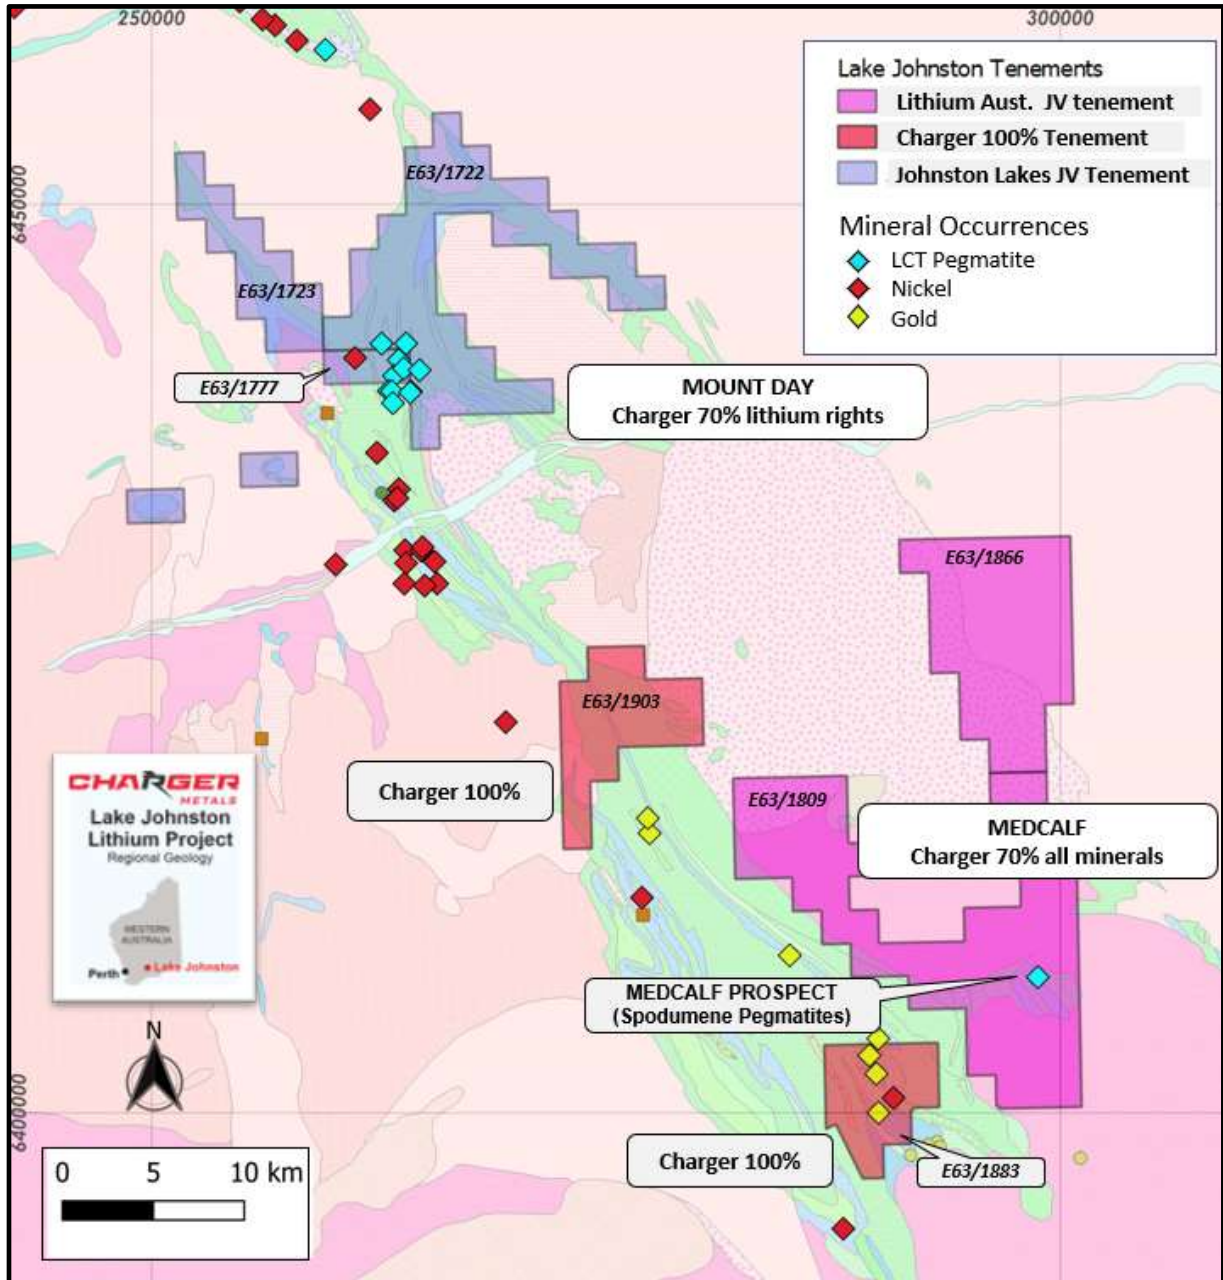 250000
300000
Lake Johnston Tenements
Lithium Aust. JV tenement
Charger 100% Tenement
Johnston Lakes JV Tenement
Mineral Occurrences
LCT Pegmatite
Nickel
Gold
6450000
E63/1722
E63/1723
E63/1777
MOUNT DAY
Charger 70% lithium rights
E63/1866
E63/1903
Charger 100%
E63/1809
MEDCALF
Charger 70% all minerals
CHARGER
METALS
Lake Johnston
Lithium Project
Regional Geology
WESTERN
AUSTRALIA
Perth
Lake Johnston
MEDCALF PROSPECT
(Spodumene Pegmatites)
N
6400000
Charger 100%
E63/1883
0 5 10 km